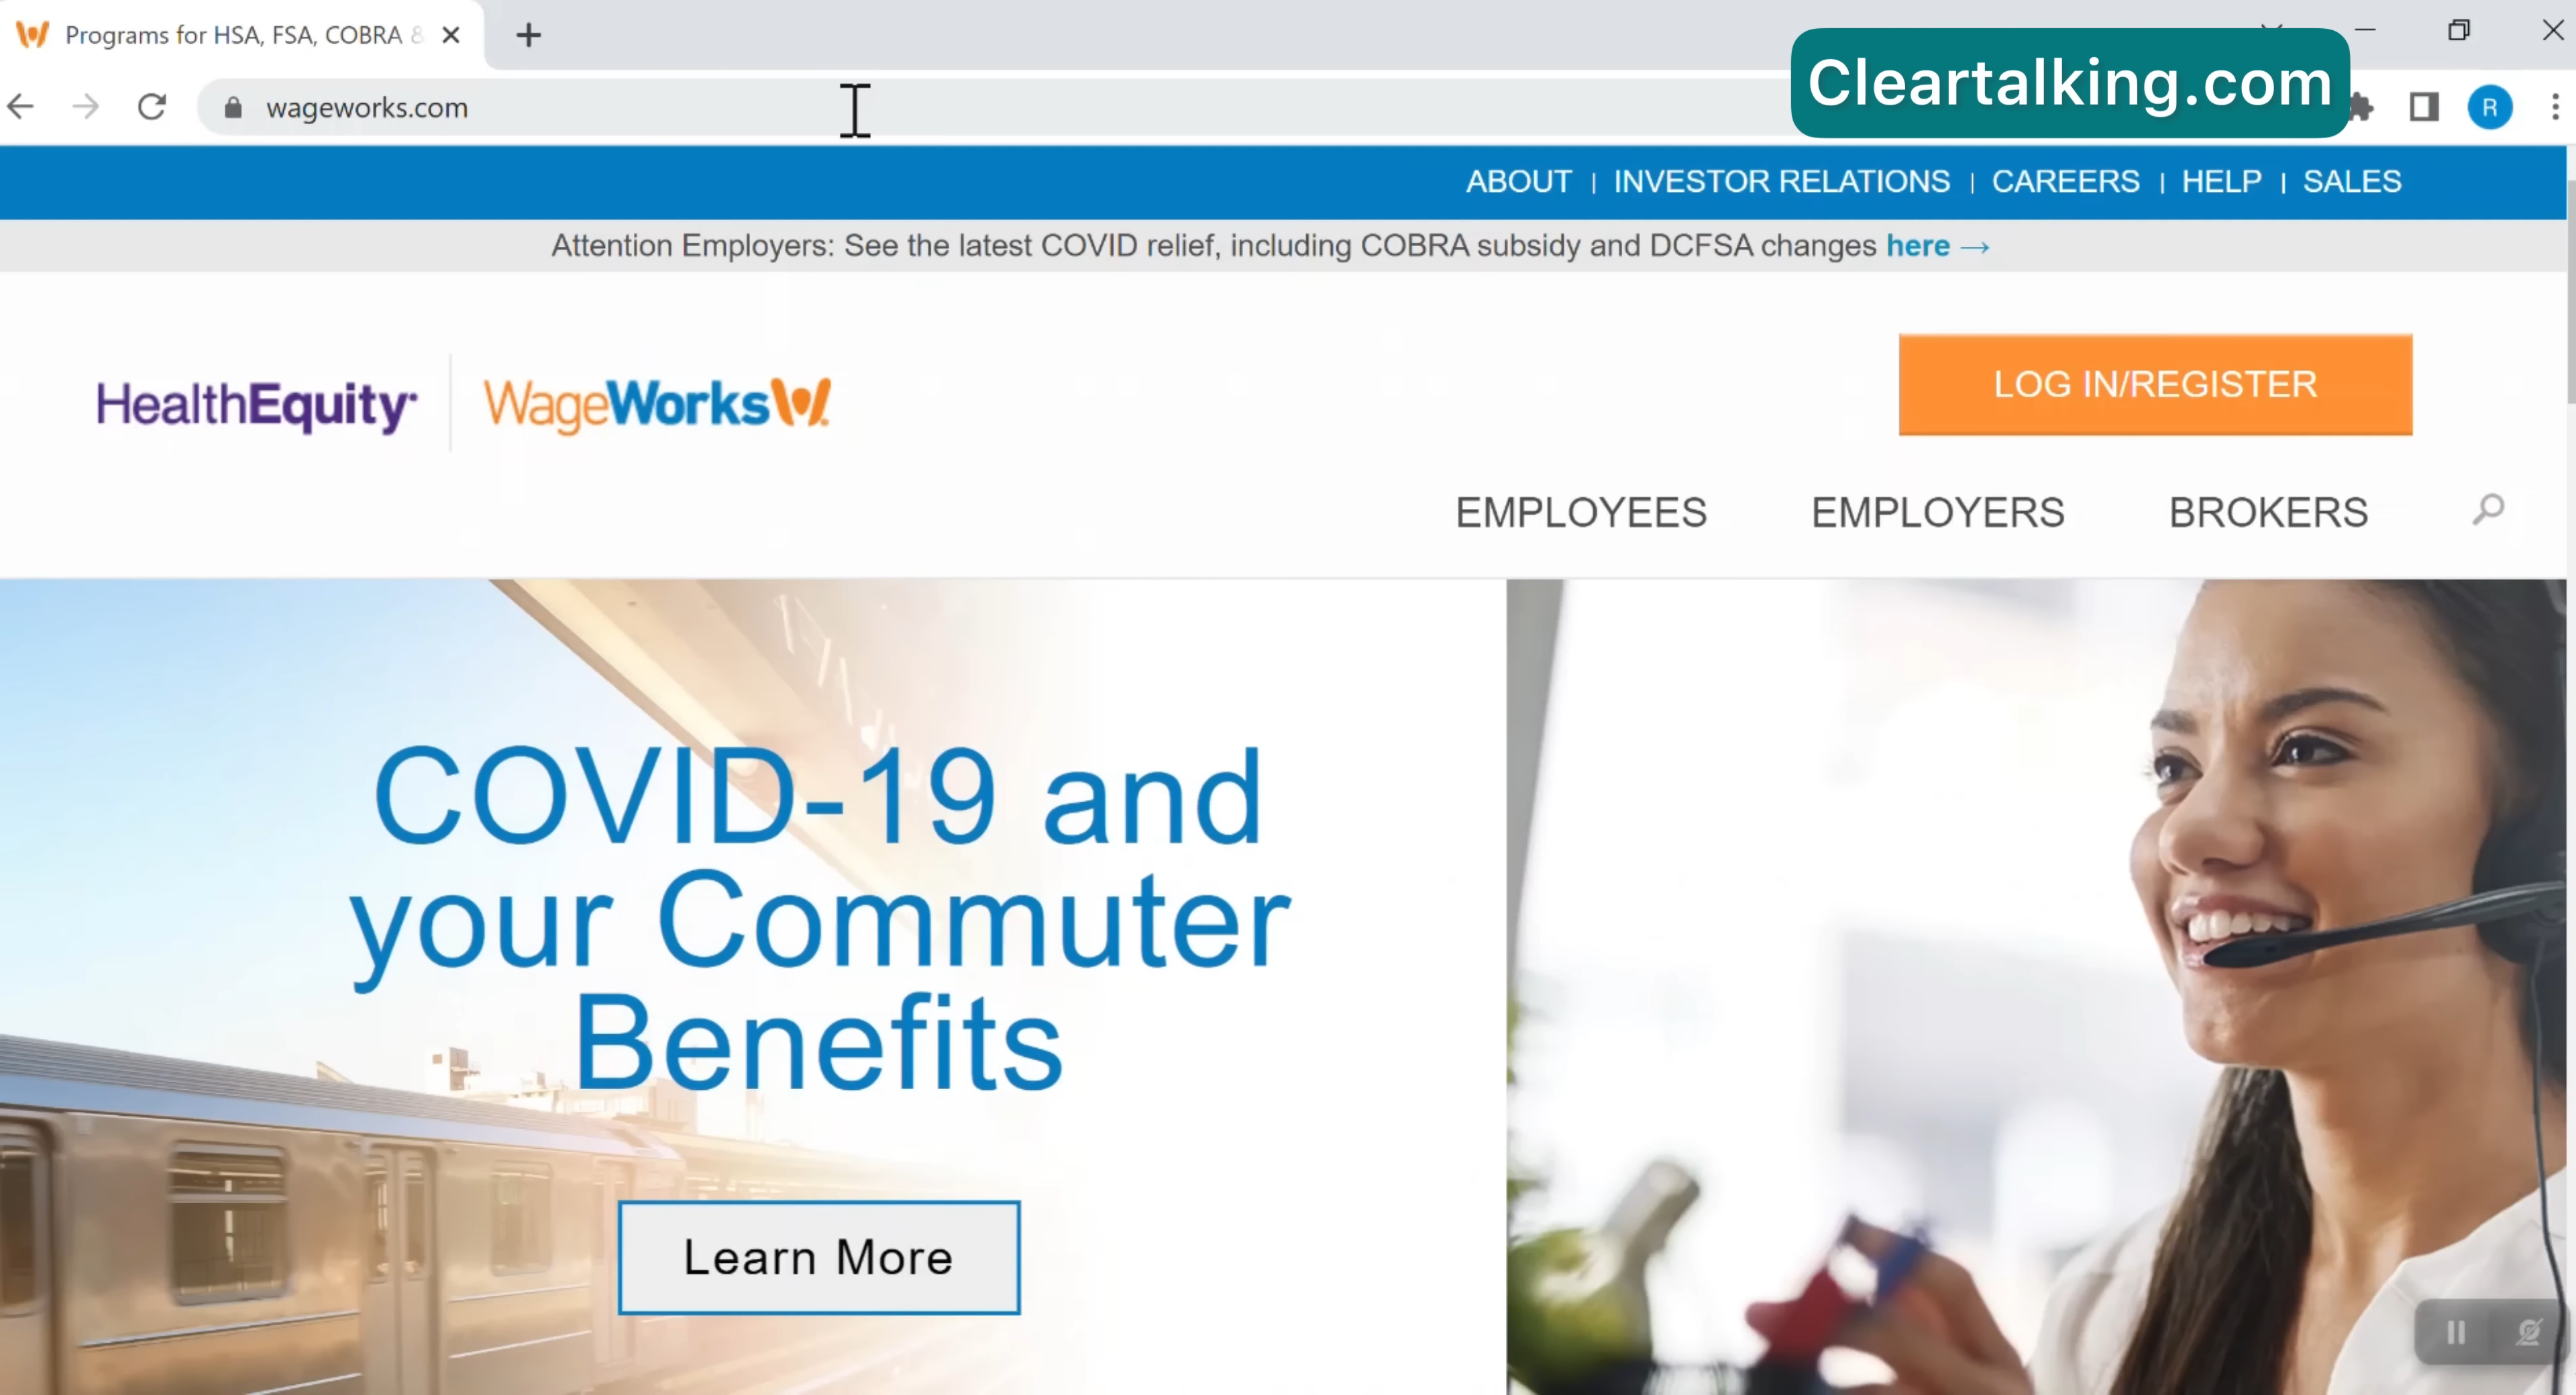 Programs for HSA, FSA, COBRA &
Cleartalking.com
wageworks.com
R
ABOUT | INVESTOR RELATIONS | CAREERS | HELP | SALES
Attention Employers: See the latest COVID relief, including COBRA subsidy and DCFSA changes here →
LOG IN/REGISTER
HealthEquity
WageWorks
EMPLOYEES EMPLOYERS BROKERS
COVID-19 and
your Commuter
Benefits
Learn More